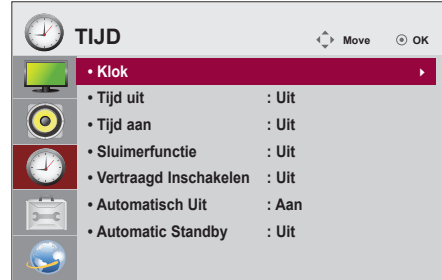 TIJD Move OK
• Klok
• Tijd uit : Uit
• Tijd aan : Uit
• Sluimerfunctie : Uit
• Vertraagd Inschakelen : Uit
• Automatisch Uit : Aan
• Automatic Standby : Uit